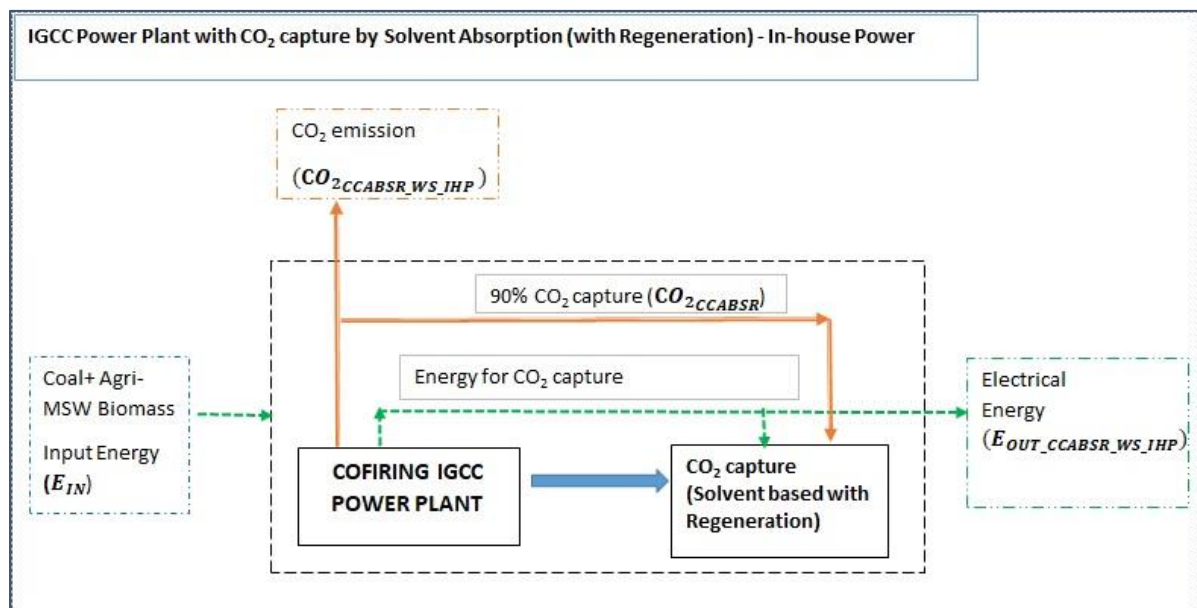 IGCC Power Plant with CO₂ capture by Solvent Absorption (with Regeneration) - In-house Power
CO₂ emission
(CO₂CCABSR_WS_IHP)
90% CO₂ capture (CO₂CCABSR)
Coal+ Agri-
MSW Biomass
Input Energy
(E_IN)
Energy for CO₂ capture
Electrical
Energy
(E_OUT_CCABSR_WS_IHP)
COFIRING IGCC
POWER PLANT
CO₂ capture
(Solvent based with
Regeneration)